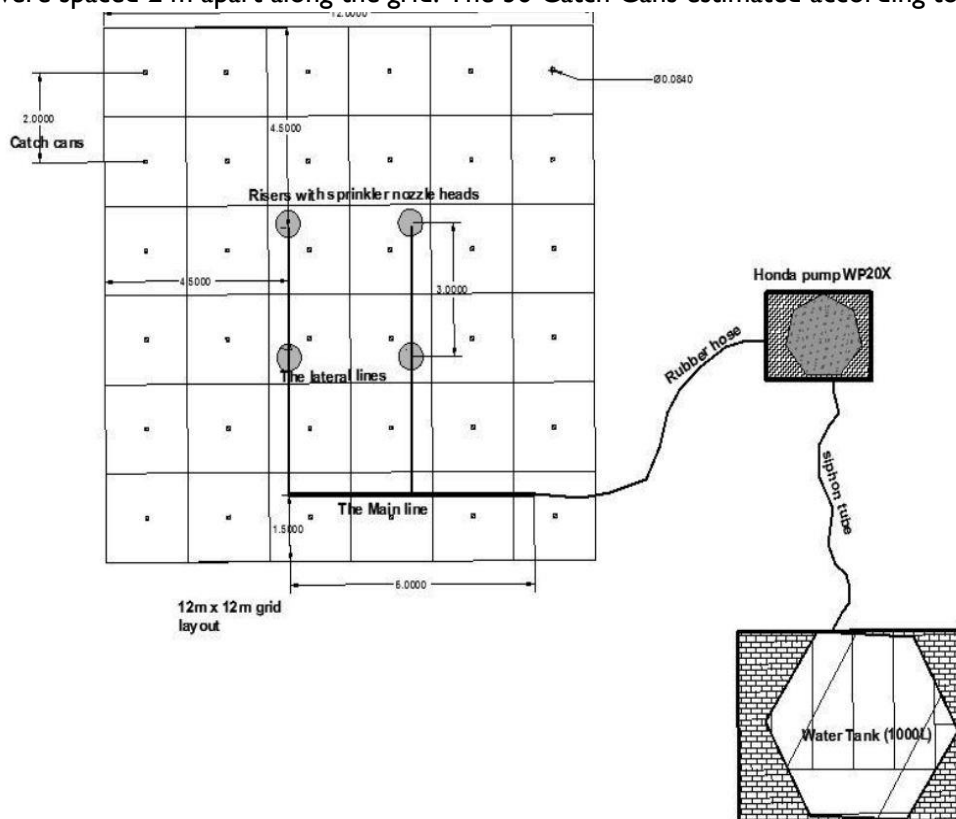 12.0000
Ø0.0840
2.0000
Catch cans
4.5000
Risers with sprinkler nozzle heads
4.5000
3.0000
Honda pump WP20X
Rubber hose
The lateral lines
siphon tube
The Main line
1.5000
12m x 12m grid
layout
Water Tank (1000L)